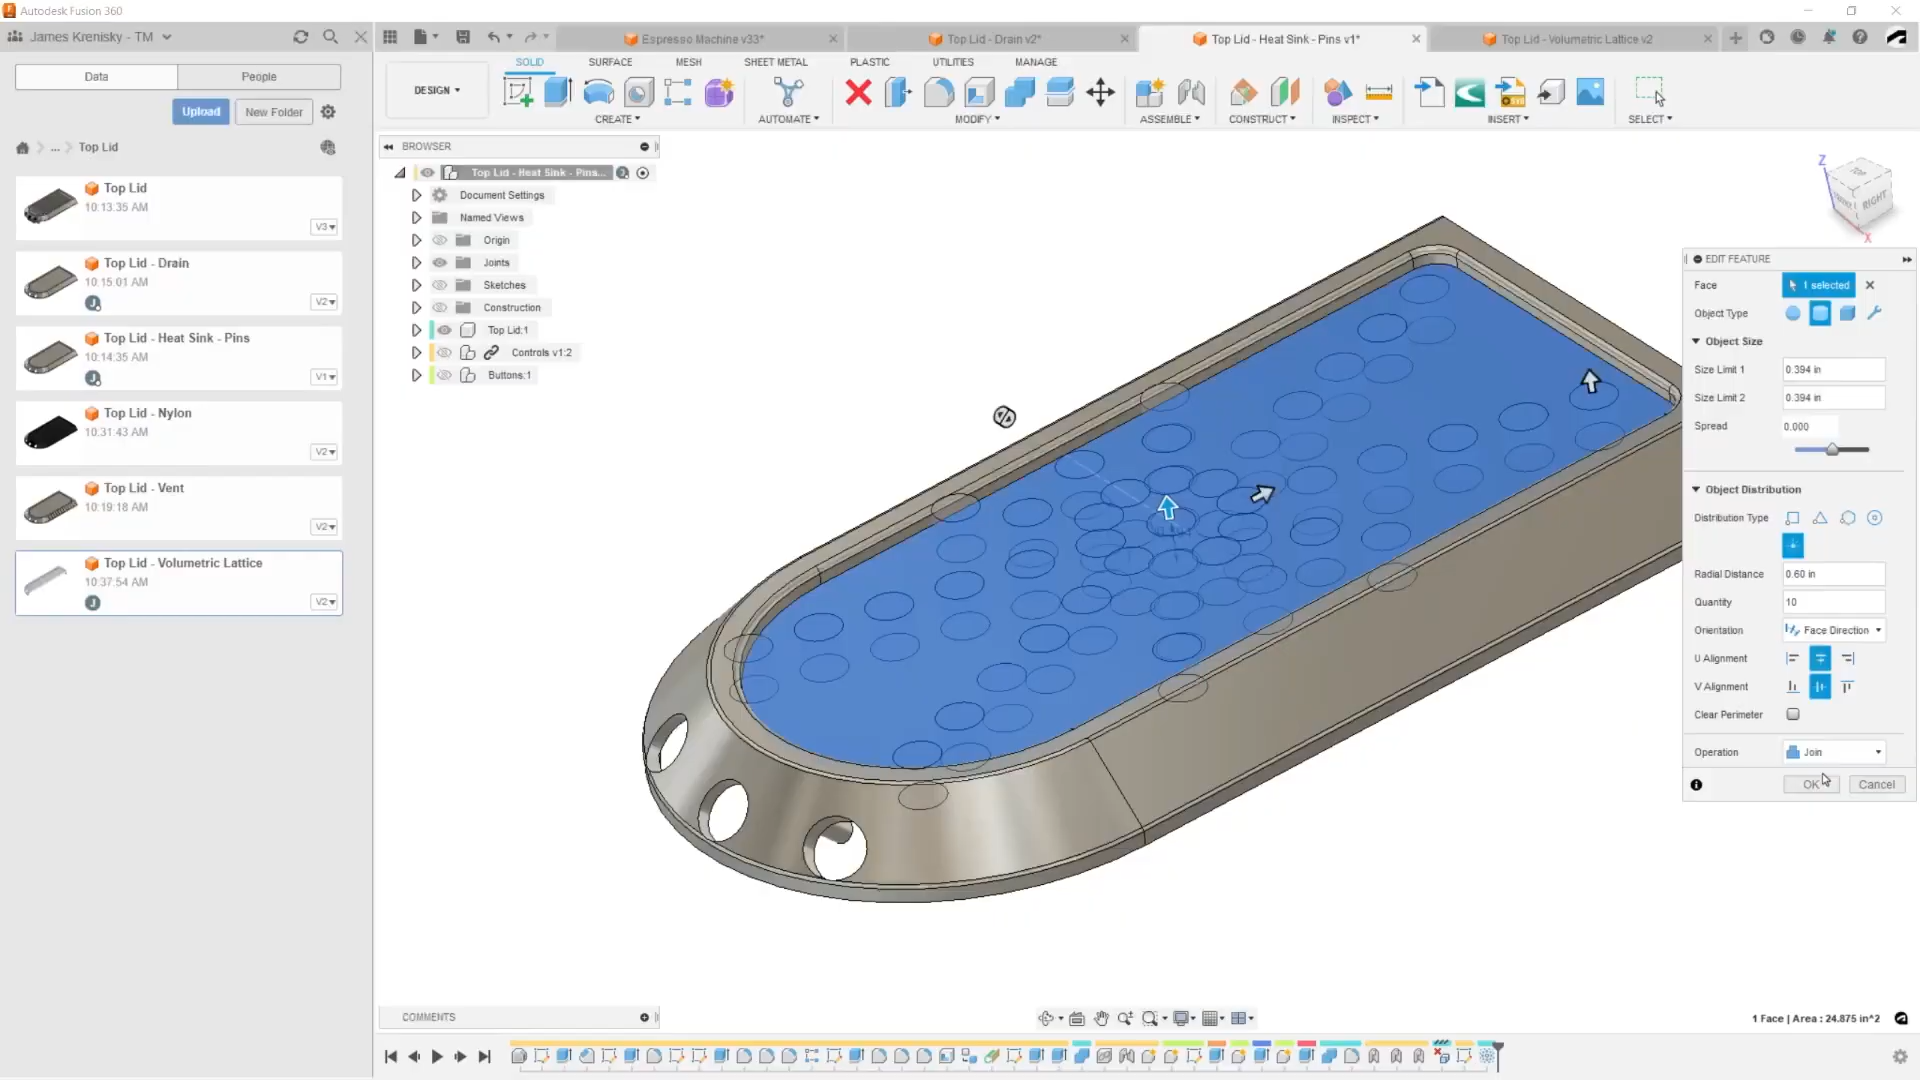 Autodesk Fusion 360
James Krenisky - TM
Data
People
Upload
New Folder
... Top Lid
Top Lid
10:13:35 AM
V3
Top Lid - Drain
10:15:01 AM
J
V2
Top Lid - Heat Sink - Pins
10:14:35 AM
J
V1
Top Lid - Nylon
10:31:43 AM
V2
Top Lid - Vent
10:19:18 AM
V2
Top Lid - Volumetric Lattice
10:37:54 AM
J
V2
Espresso Machine v33*
Top Lid - Drain v2*
Top Lid - Heat Sink - Pins v1*
Top Lid - Volumetric Lattice v2
DESIGN
SOLID
SURFACE
MESH
SHEET METAL
PLASTIC
UTILITIES
MANAGE
CREATE
AUTOMATE
MODIFY
ASSEMBLE
CONSTRUCT
INSPECT
INSERT
SELECT
BROWSER
Top Lid - Heat Sink - Pins...
Document Settings
Named Views
Origin
Joints
Sketches
Construction
Top Lid:1
Controls v1:2
Buttons:1
Z
TOP
RIGHT
X
EDIT FEATURE
Face
1 selected
Object Type
Object Size
Size Limit 1
0.394 in
Size Limit 2
0.394 in
Spread
0.000
Object Distribution
Distribution Type
Radial Distance
0.60 in
Quantity
10
Orientation
Face Direction
U Alignment
V Alignment
Clear Perimeter
Operation
Join
OK
Cancel
COMMENTS
1 Face | Area : 24.875 in^2